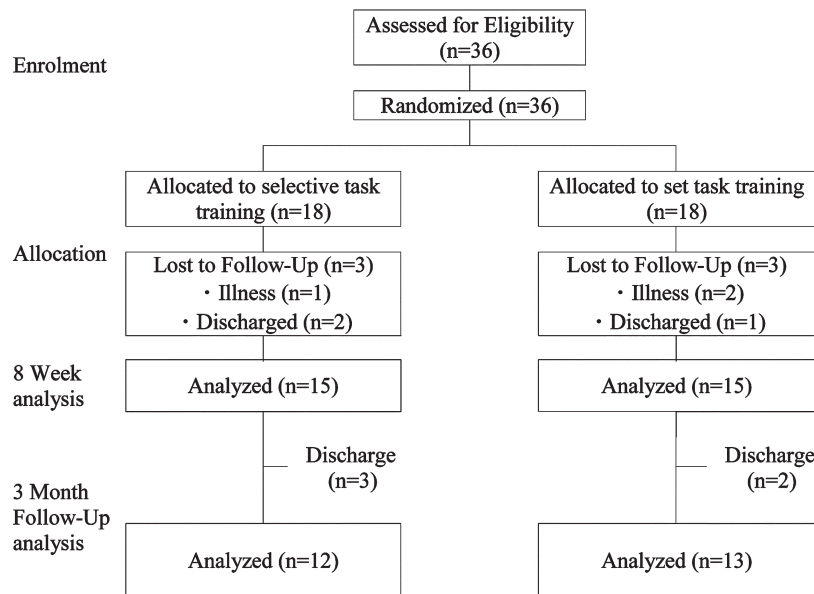 Assessed for Eligibility
(n=36)
Enrolment
Randomized (n=36)
Allocated to selective task
training (n=18)
Allocated to set task training
(n=18)
Allocation
Lost to Follow-Up (n=3)
・Illness (n=1)
・Discharged (n=2)
Lost to Follow-Up (n=3)
・Illness (n=2)
・Discharged (n=1)
8 Week
analysis
Analyzed (n=15)
Analyzed (n=15)
Discharge
(n=3)
Discharge
(n=2)
3 Month
Follow-Up
analysis
Analyzed (n=12)
Analyzed (n=13)